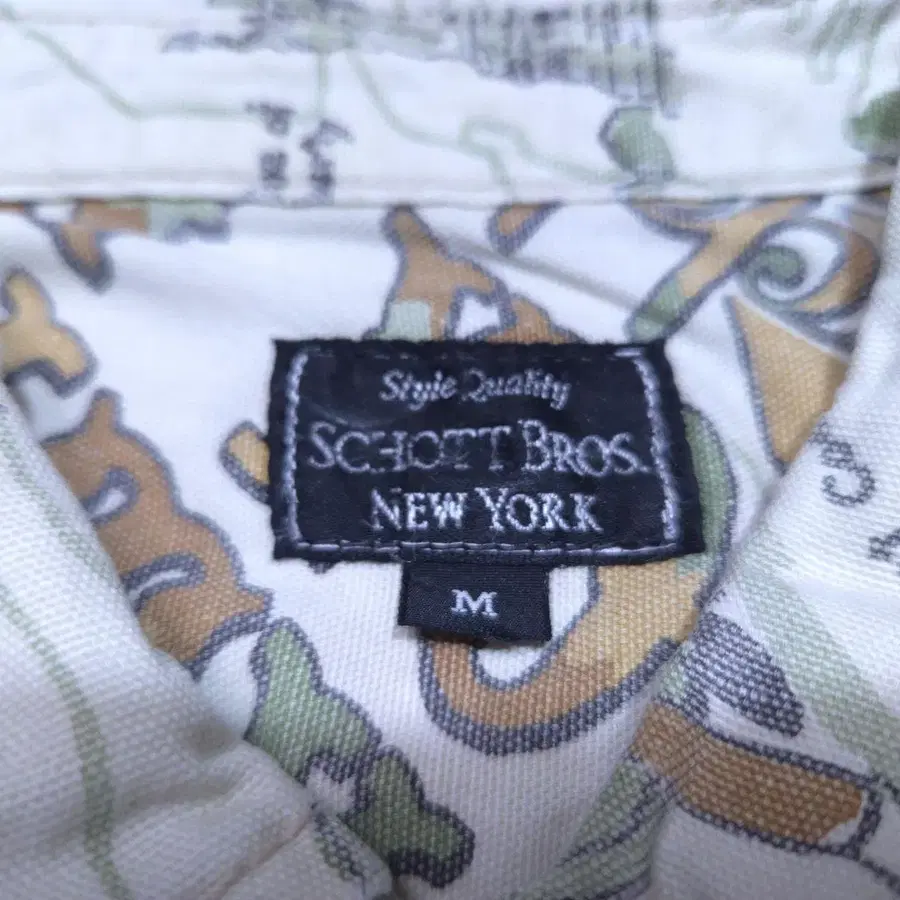 Style Quality
SCHOTT BROS.
NEW YORK
M